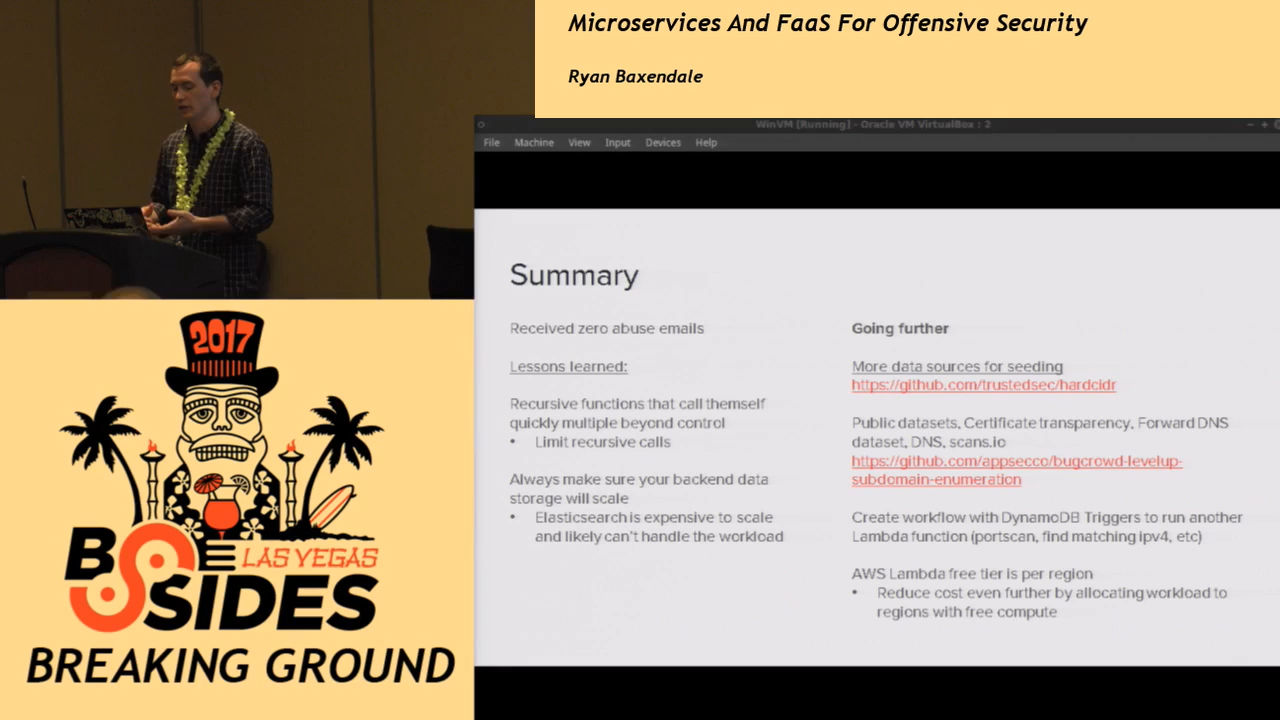 Microservices And FaaS For Offensive Security
Ryan Baxendale
WinVM [Running] - Oracle VM VirtualBox : 2
File Machine View Input Devices Help
Summary
Received zero abuse emails
Lessons learned:
Recursive functions that call themself
quickly multiple beyond control
• Limit recursive calls
Always make sure your backend data
storage will scale
• Elasticsearch is expensive to scale
and likely can't handle the workload
Going further
More data sources for seeding
https://github.com/trustedsec/hardcidr
Public datasets, Certificate transparency, Forward DNS
dataset, DNS, scans.io
https://github.com/appsecco/bugcrowd-levelup-
subdomain-enumeration
Create workflow with DynamoDB Triggers to run another
Lambda function (portscan, find matching ipv4, etc)
AWS Lambda free tier is per region
• Reduce cost even further by allocating workload to
regions with free compute
2017
BSIDES
LAS VEGAS
BREAKING GROUND